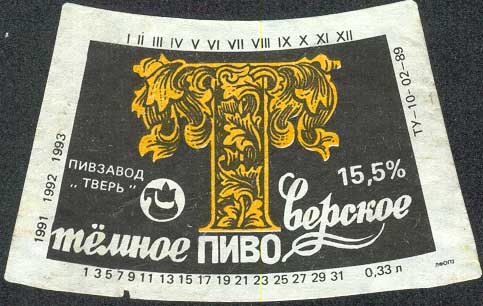 I II III IV V VI VII VIII IX X XI XII
1991 1992 1993
ТУ-10-02-89
ПИВЗАВОД
„ТВЕРЬ"
15,5%
Тверское
тёмное ПИВО
1 3 5 7 9 11 13 15 17 19 21 23 25 27 29 31
0,33 л